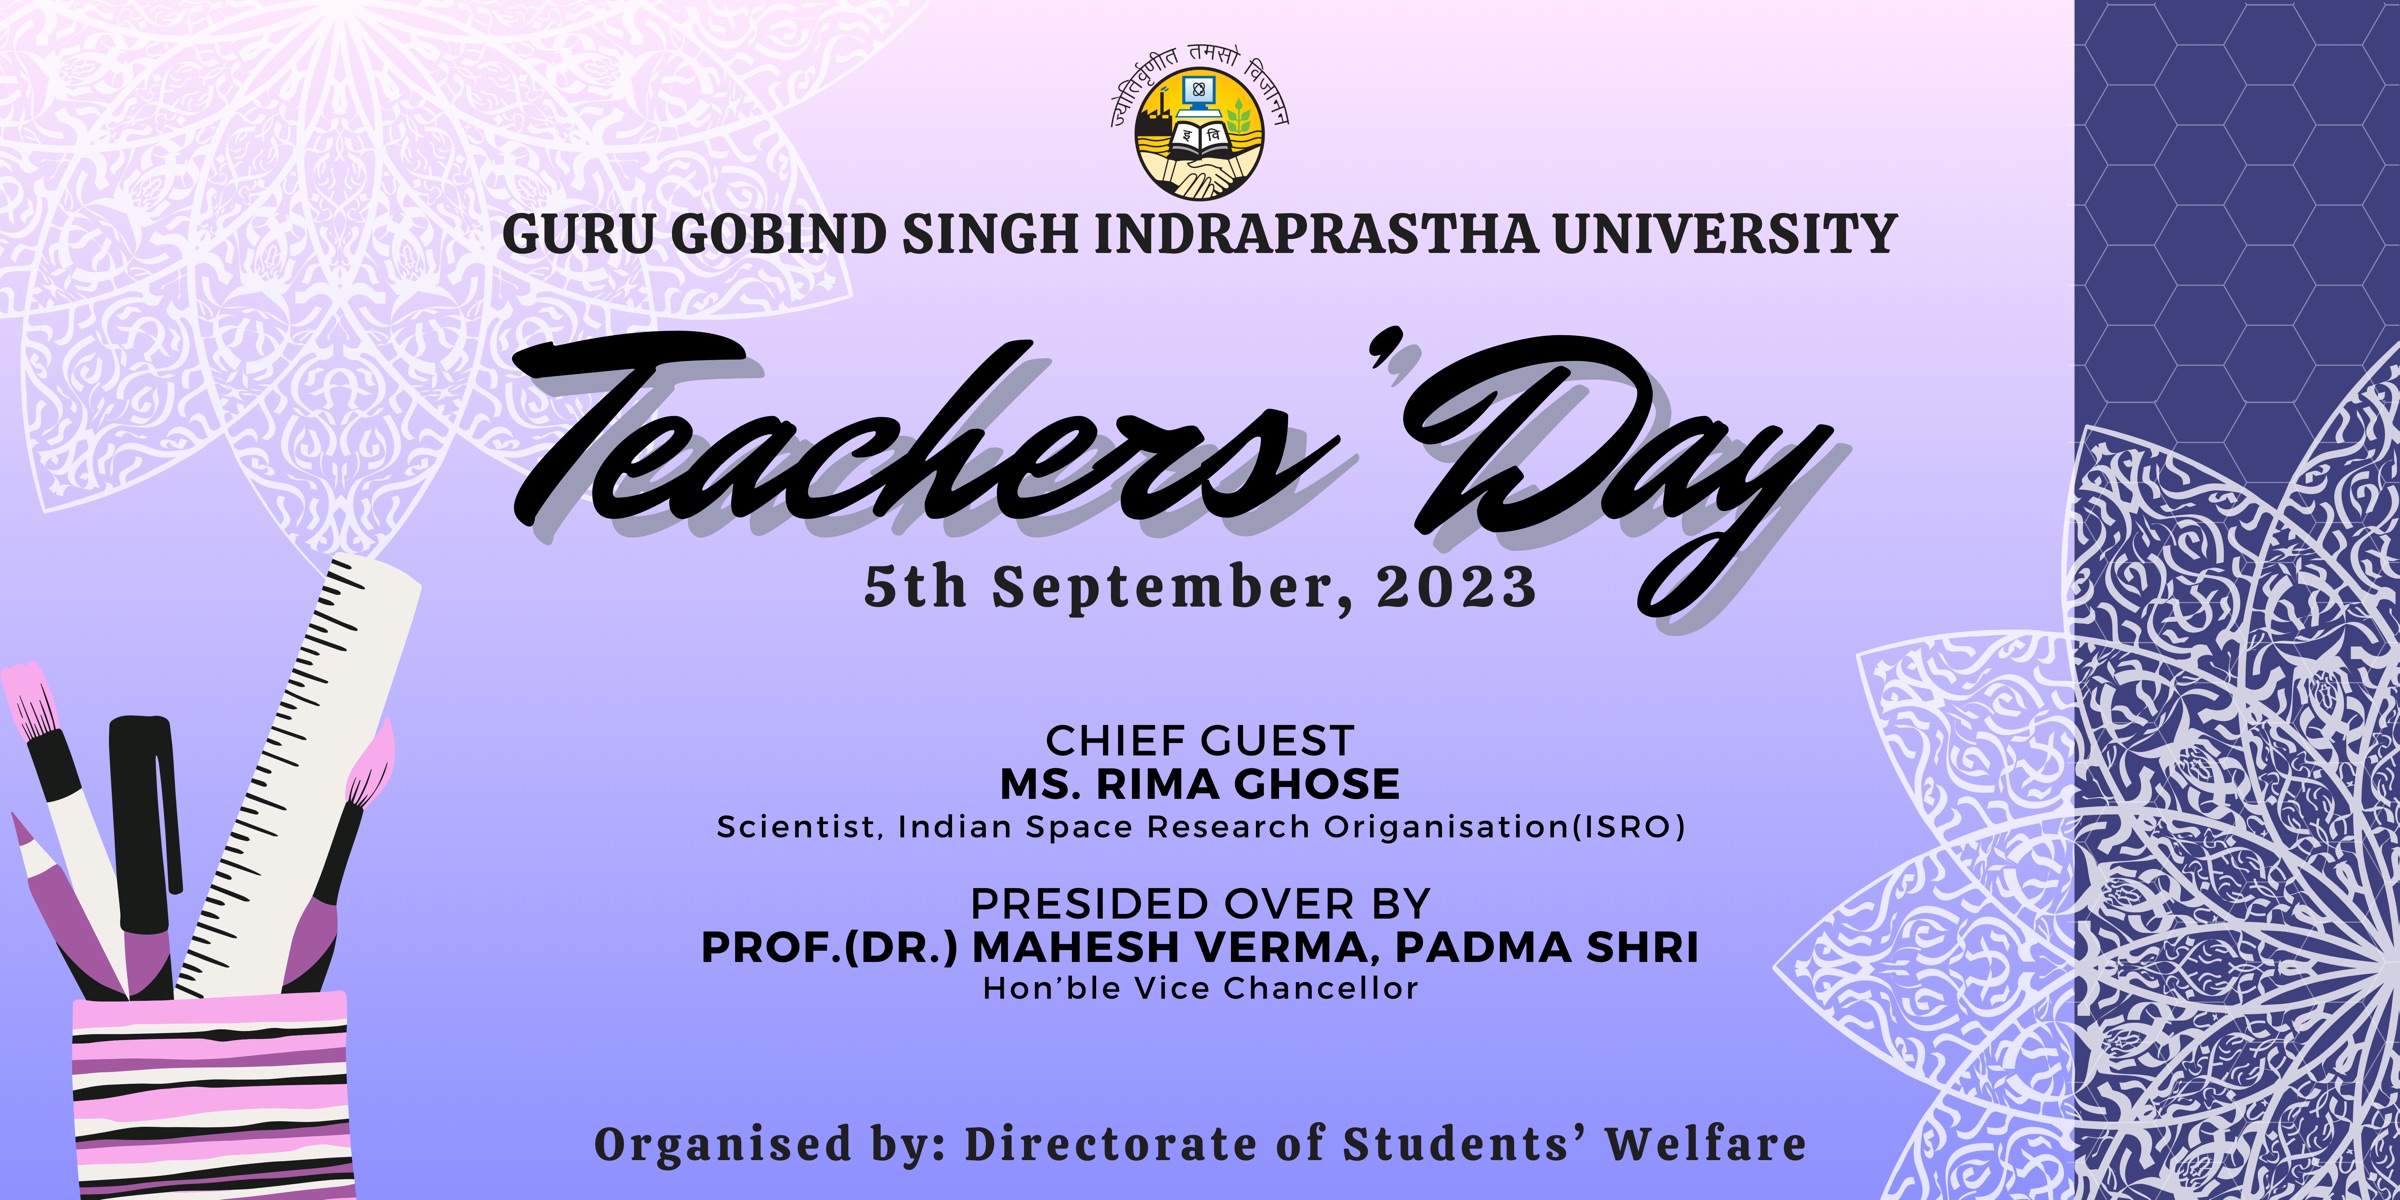 ज्योतिर्वृणीत तमसो विजानन
इ वि
GURU GOBIND SINGH INDRAPRASTHA UNIVERSITY
Teachers' Day
5th September, 2023
CHIEF GUEST
MS. RIMA GHOSE
Scientist, Indian Space Research Origanisation(ISRO)
PRESIDED OVER BY
PROF.(DR.) MAHESH VERMA, PADMA SHRI
Hon'ble Vice Chancellor
Organised by: Directorate of Students' Welfare